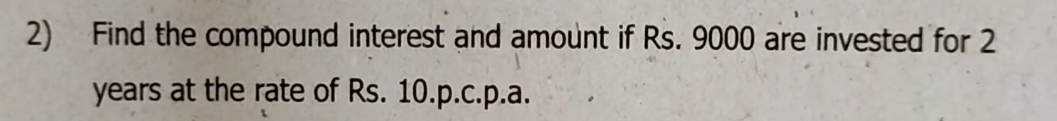 2) Find the compound interest and amount if Rs. 9000 are invested for 2
years at the rate of Rs. 10.p.c.p.a.